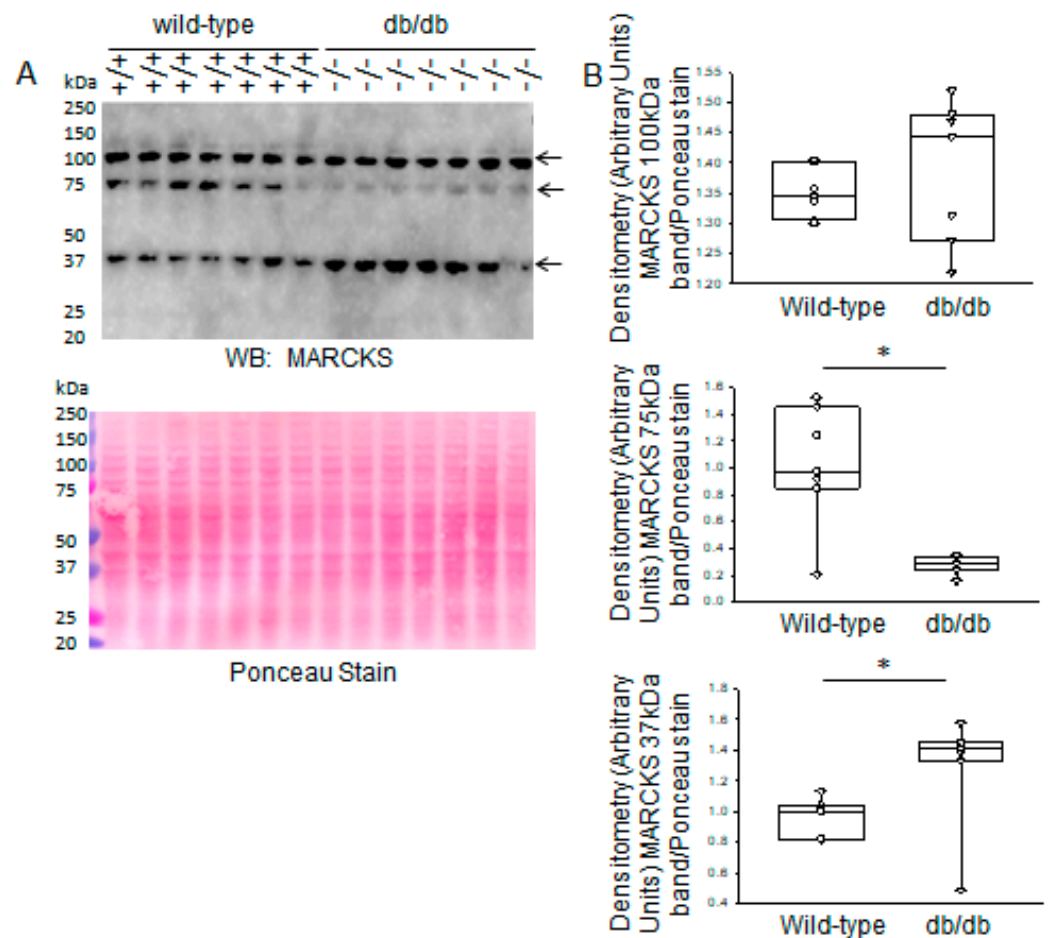 wild-type db/db
A
+/+ +/+ +/+ +/+ +/+ +/+ +/+ -/- -/- -/- -/- -/- -/- -/-
kDa
250
150
100
75
50
37
25
20
WB: MARCKS
kDa
250
150
100
75
50
37
25
20
Ponceau Stain
B
Densitometry (Arbitrary Units)
MARCKS 100kDa
band/Ponceau stain
1.55
1.50
1.45
1.40
1.35
1.30
1.25
1.20
Wild-type db/db
Densitometry (Arbitrary
Units) MARCKS 75kDa
band/Ponceau stain
*
1.6
1.4
1.2
1.0
0.8
0.6
0.4
0.2
0.0
Wild-type db/db
Densitometry (Arbitrary
Units) MARCKS 37kDa
band/Ponceau stain
*
1.8
1.6
1.4
1.2
1.0
0.8
0.6
0.4
Wild-type db/db